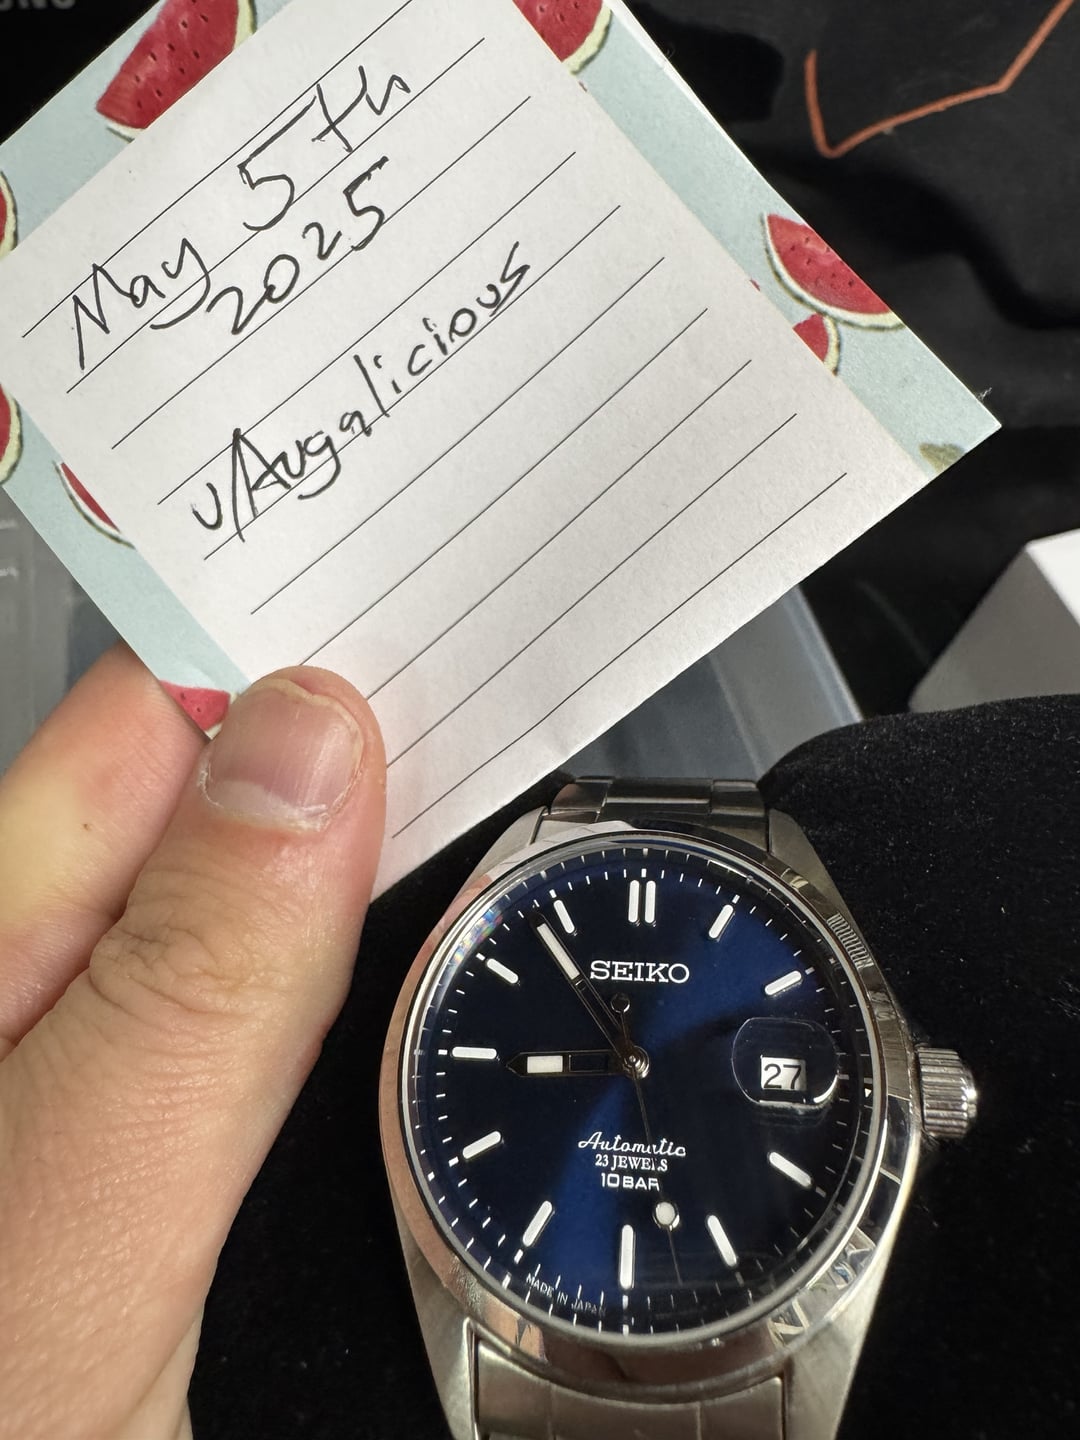 May 5th
2025
u/Augalicious
SEIKO
27
Automatic
23 JEWELS
10BAR
MADE IN JAPAN